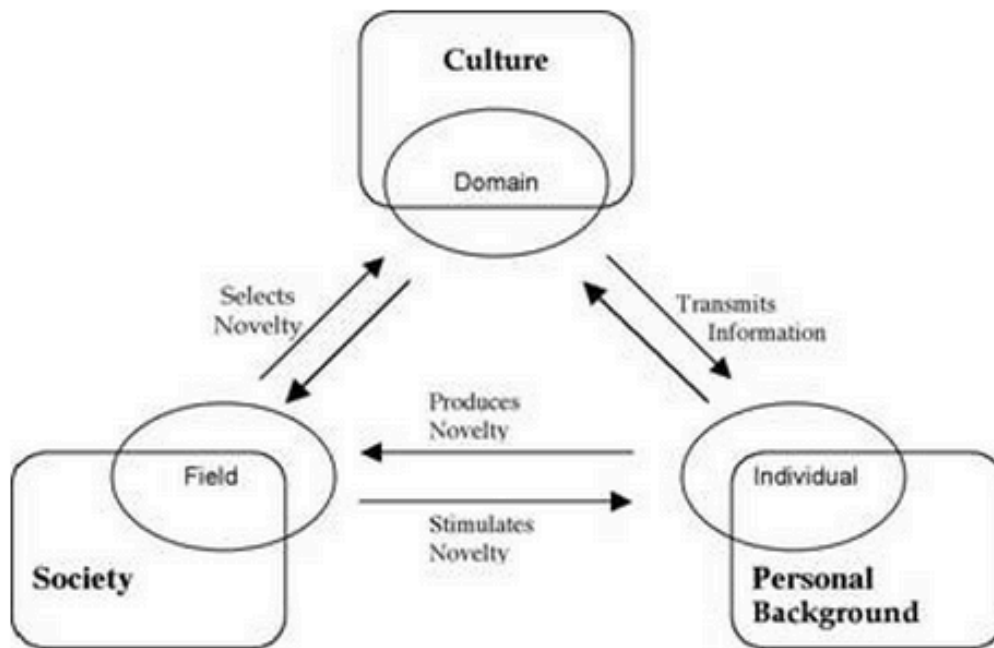 Culture
Domain
Selects
Novelty
Transmits
Information
Produces
Novelty
Field
Individual
Stimulates
Novelty
Society
Personal
Background